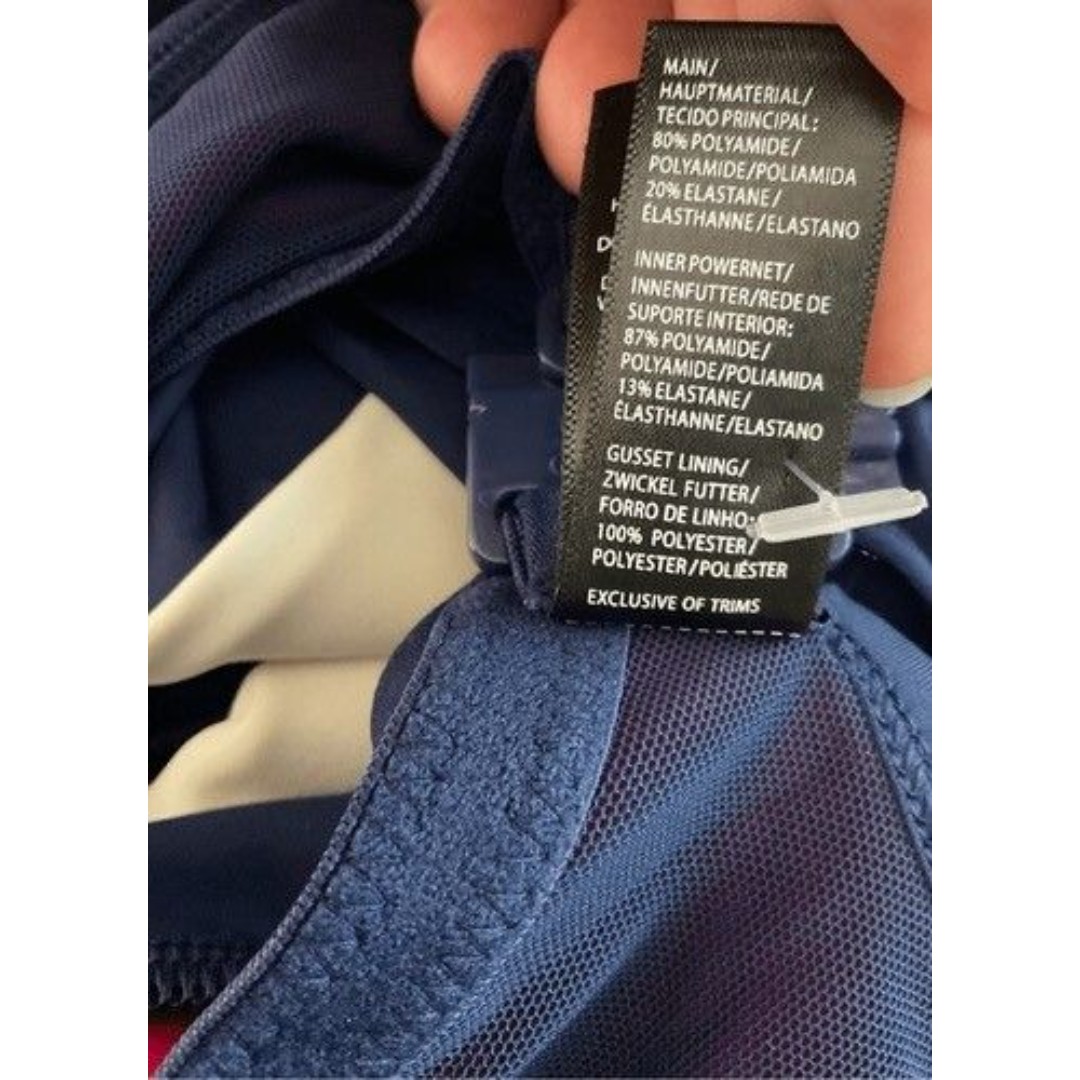 MAIN/
HAUPTMATERIAL/
TECIDO PRINCIPAL:
80% POLYAMIDE/
POLYAMIDE/POLIAMIDA
20% ELASTANE/
ÉLASTHANNE/ELASTANO
INNER POWERNET/
INNENFUTTER/REDE DE
SUPORTE INTERIOR:
87% POLYAMIDE/
POLYAMIDE/POLIAMIDA
13% ELASTANE/
ÉLASTHANNE/ELASTANO
GUSSET LINING/
ZWICKEL FUTTER/
FORRO DE LINHO:
100% POLYESTER/
POLYESTER/POLIÉSTER
EXCLUSIVE OF TRIMS